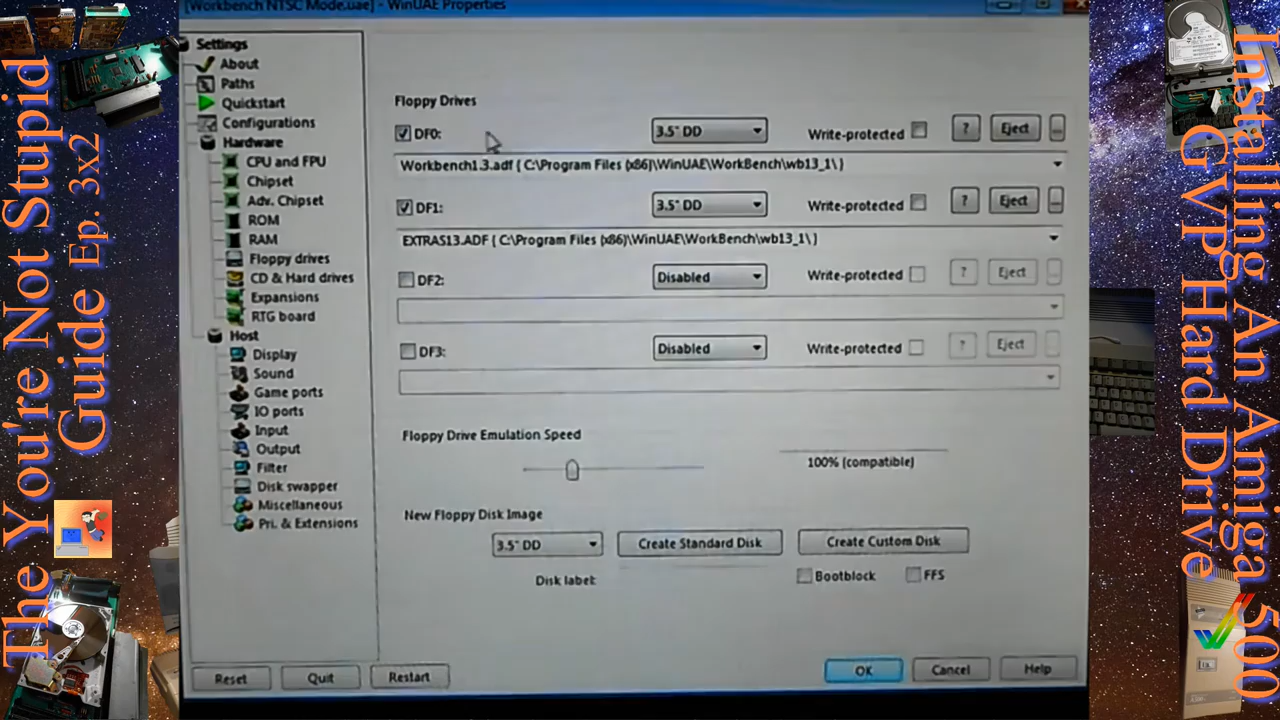 The You're Not Stupid
Guide Ep. 3x2
[Workbench NTSC Mode.uae] - WinUAE Properties
Settings
About
Paths
Quickstart
Configurations
Hardware
CPU and FPU
Chipset
Adv. Chipset
ROM
RAM
Floppy drives
CD & Hard drives
Expansions
RTG board
Host
Display
Sound
Game ports
IO ports
Input
Output
Filter
Disk swapper
Miscellaneous
Pri. & Extensions
Floppy Drives
DF0: 3.5" DD Write-protected ? Eject ...
Workbench1.3.adf { C:\Program Files (x86)\WinUAE\WorkBench\wb13_1\ }
DF1: 3.5" DD Write-protected ? Eject ...
EXTRAS13.ADF { C:\Program Files (x86)\WinUAE\WorkBench\wb13_1\ }
DF2: Disabled Write-protected ? Eject ...
DF3: Disabled Write-protected ? Eject
Floppy Drive Emulation Speed
100% (compatible)
New Floppy Disk Image
3.5" DD Create Standard Disk Create Custom Disk
Disk label: Bootblock FFS
Reset Quit Restart OK Cancel Help
Installing An Amiga 500
GVP Hard Drive